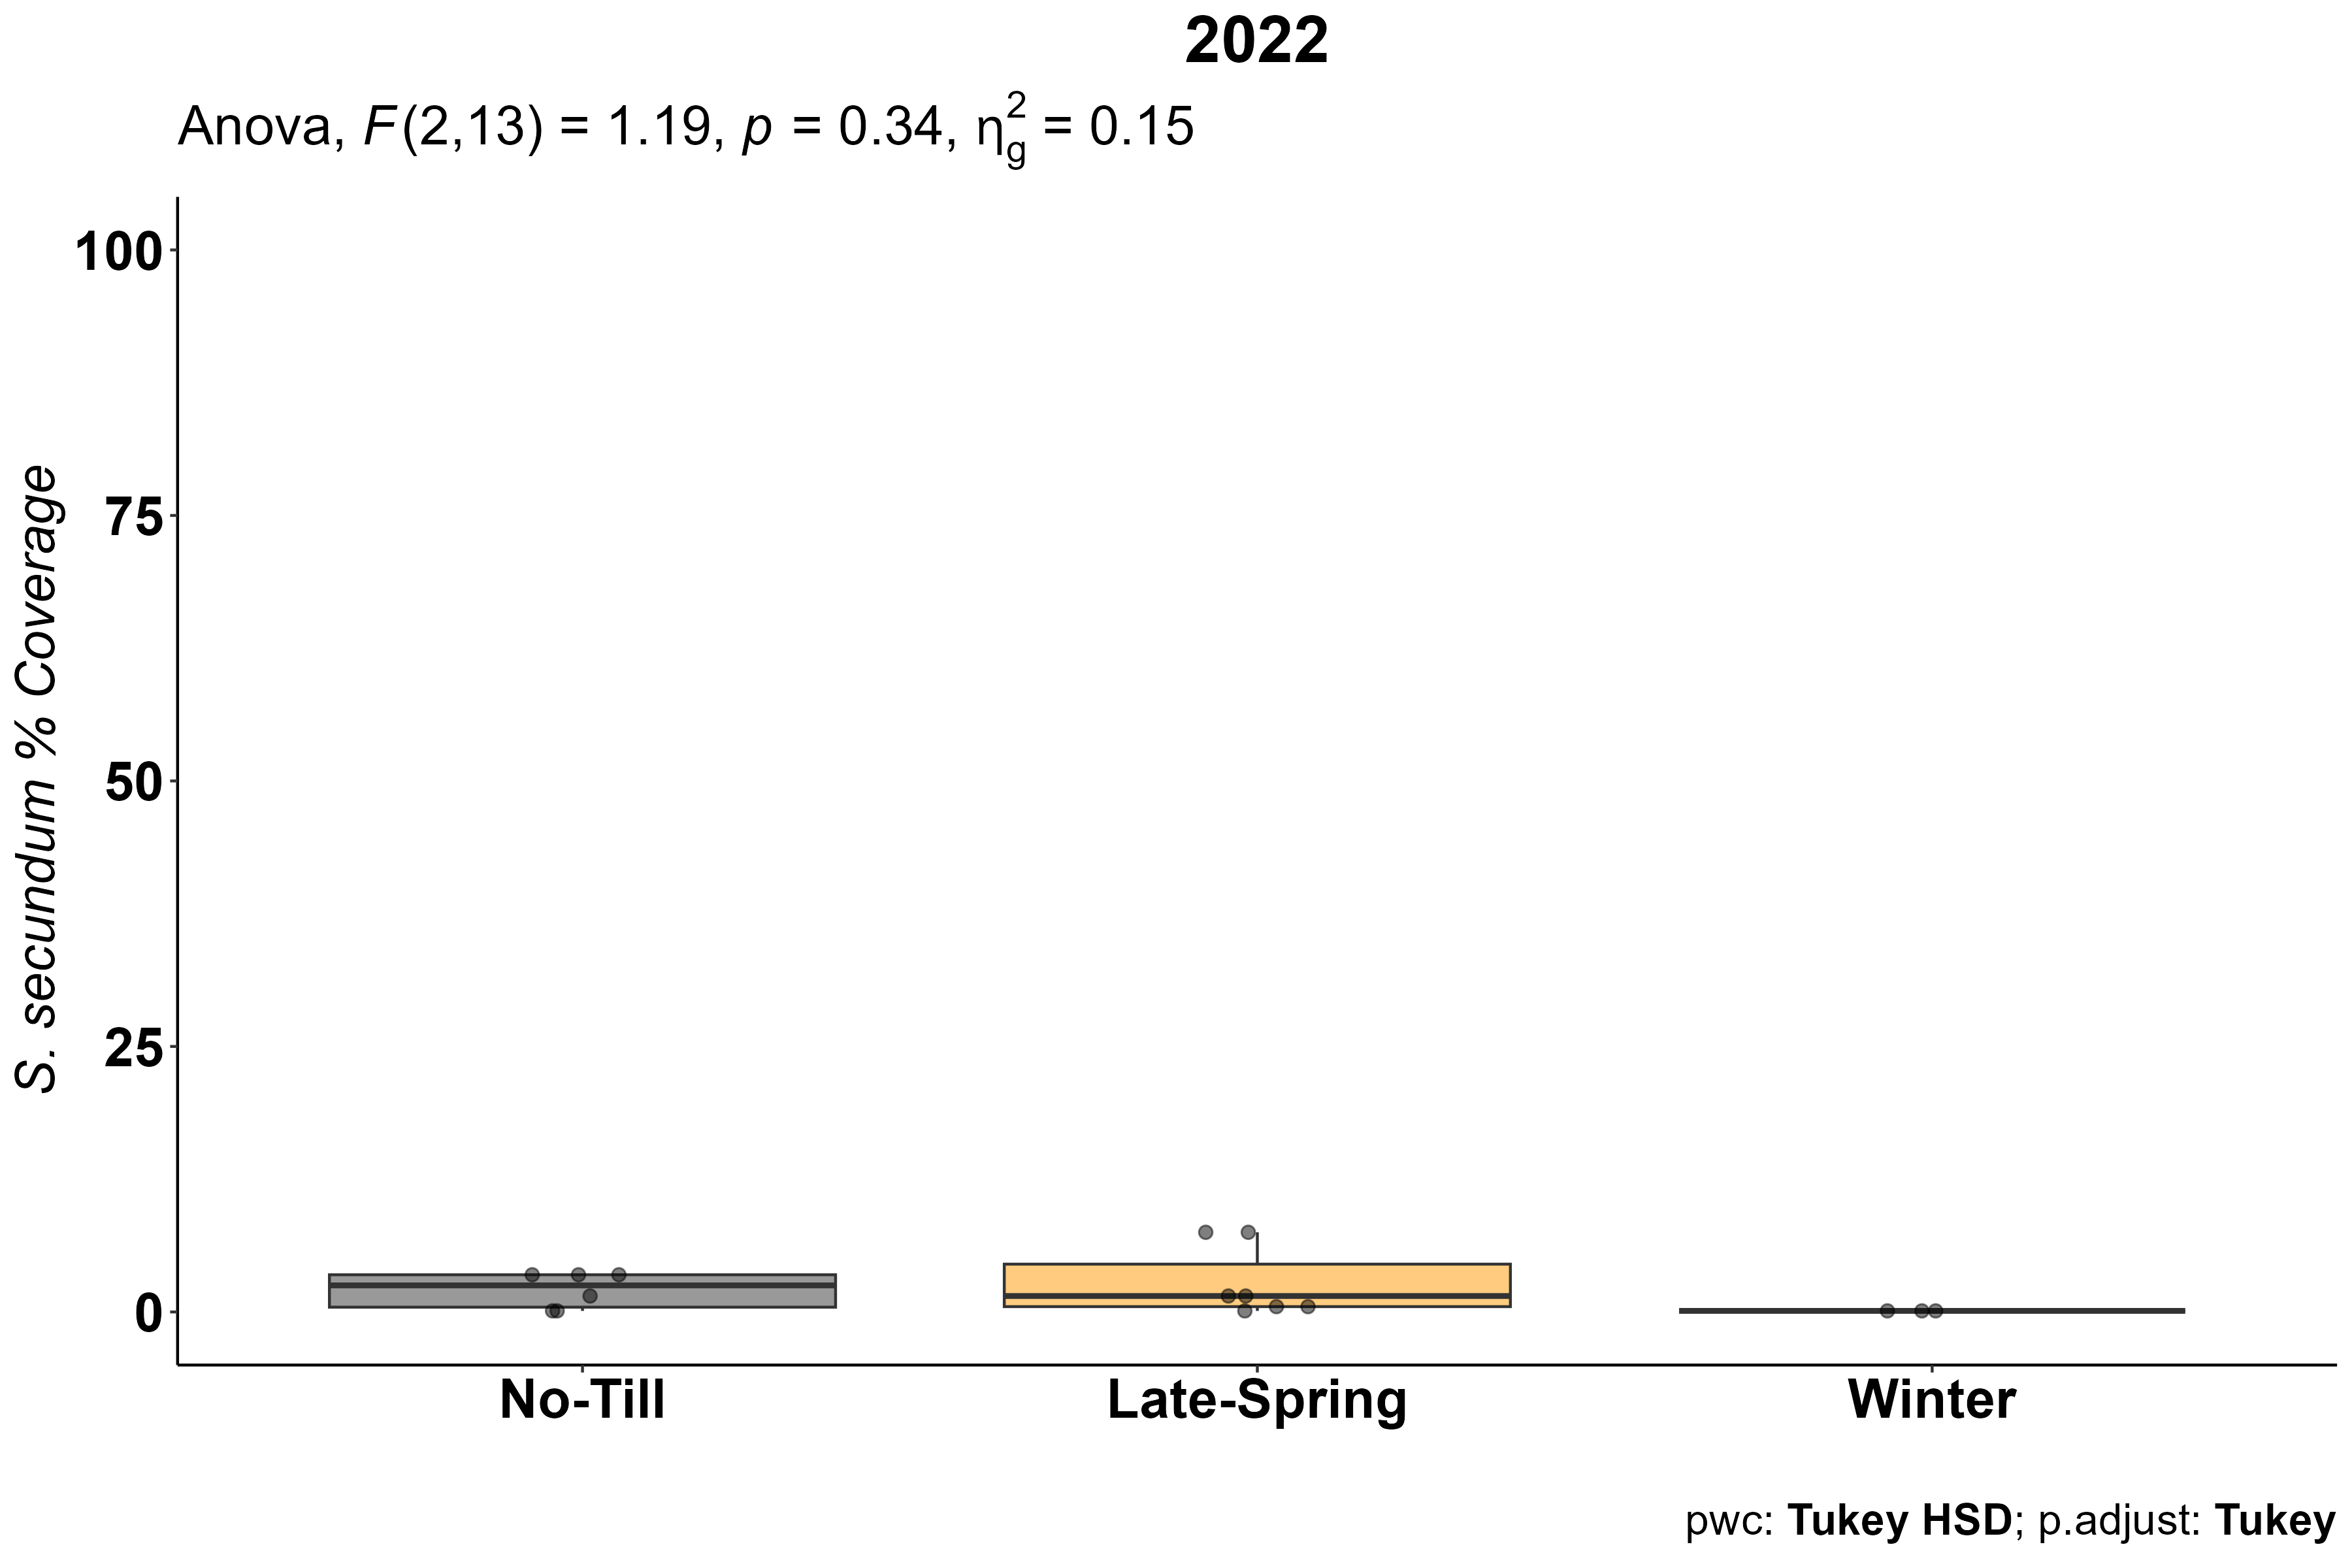 2022
Anova, F(2,13) = 1.19, p = 0.34, η²g = 0.15
S. secundum % Coverage
100
75
50
25
0
No-Till Late-Spring Winter
pwc: Tukey HSD; p.adjust: Tukey